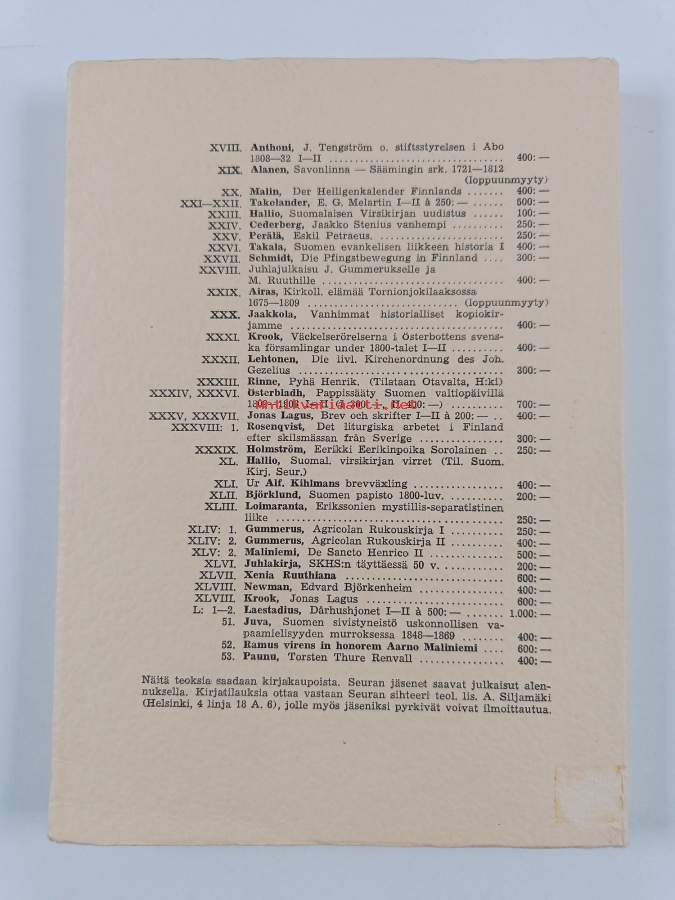 XVIII. Anthoni, J. Tengström o. stiftsstyrelsen i Åbo
1808—32 I—II .................................. 400: —
XIX. Alanen, Savonlinna — Säämingin srk. 1721—1812
(loppuunmyyty)
XX. Malin, Der Heiligenkalender Finnlands ....... 400: —
XXI—XXII. Takolander, E. G. Melartin I—II à 250: — ...... 500: —
XXIII. Hallio, Suomalaisen Virsikirjan uudistus ...... 100: —
XXIV. Cederberg, Jaakko Stenius vanhempi .......... 250: —
XXV. Perälä, Eskil Petraeus. ........................ 250: —
XXVI. Takala, Suomen evankelisen liikkeen historia I 400: —
XXVII. Schmidt, Die Pfingstbewegung in Finnland .... 300: —
XXVIII. Juhlajulkaisu J. Gummerukselle ja
M. Ruuthille .................................. 400: —
XXIX. Airas, Kirkoll. elämää Tornionjokilaaksossa
1675—1809 ............................. (loppuunmyyty)
XXX. Jaakkola, Vanhimmat historialliset kopiokir-
jamme ......................................... 400: —
XXXI. Krook, Väckelserörelserna i Österbottens svens-
ka församlingar under 1800-talet I—II .......... 400: —
XXXII. Lehtonen, Die livl. Kirchenordnung des Joh.
Gezelius ....................................... 300: —
XXXIII. Rinne, Pyhä Henrik. (Tilataan Otavalta, H:ki)
XXXIV, XXXVI. Österbladh, Pappissääty Suomen valtiopäivillä
I—II (I 300: —, II 400: —) .......... 700: —
Antikvariaatti.net
XXXV, XXXVII. Jonas Lagus, Brev och skrifter I—II à 200: — .. 400: —
XXXVIII: 1. Rosenqvist, Det liturgiska arbetet i Finland
efter skilsmässan från Sverige ................. 300: —
XXXIX. Holmström, Eerikki Eerikinpoika Sorolainen .. 250: —
XL. Hallio, Suomal. virsikirjan virret (Til. Suom.
Kirj. Seur.)
XLI. Ur Alf. Kihlmans brevväxling .................. 400: —
XLII. Björklund, Suomen papisto 1800-luv. .......... 200: —
XLIII. Loimaranta, Erikssonien mystillis-separatistinen
liike ............................................ 250: —
XLIV: 1. Gummerus, Agricolan Rukouskirja I ........... 250: —
XLIV: 2. Gummerus, Agricolan Rukouskirja II .......... 400: —
XLV: 2. Maliniemi, De Sancto Henrico II ............... 500: —
XLVI. Juhlakirja, SKHS:n täyttäessä 50 v. ............ 200: —
XLVII. Xenia Ruuthiana ............................... 600: —
XLVIII. Newman, Edvard Björkenheim .................. 400: —
XLVIII. Krook, Jonas Lagus ........................... 600: —
L: 1—2. Laestadius, Dårhushjonet I—II à 500: — ....... 1.000: —
51. Juva, Suomen sivistyneistö uskonnollisen va-
paamielisyyden murroksessa 1848—1869 ........ 400: —
52. Ramus virens in honorem Aarno Maliniemi .... 600: —
53. Paunu, Torsten Thure Renvall ................ 400: —
Näitä teoksia saadaan kirjakaupoista. Seuran jäsenet saavat julkaisut alen-
nuksella. Kirjatilauksia ottaa vastaan Seuran sihteeri teol. lis. A. Siljamäki
(Helsinki, 4 linja 18 A. 6), jolle myös jäseniksi pyrkivät voivat ilmoittautua.